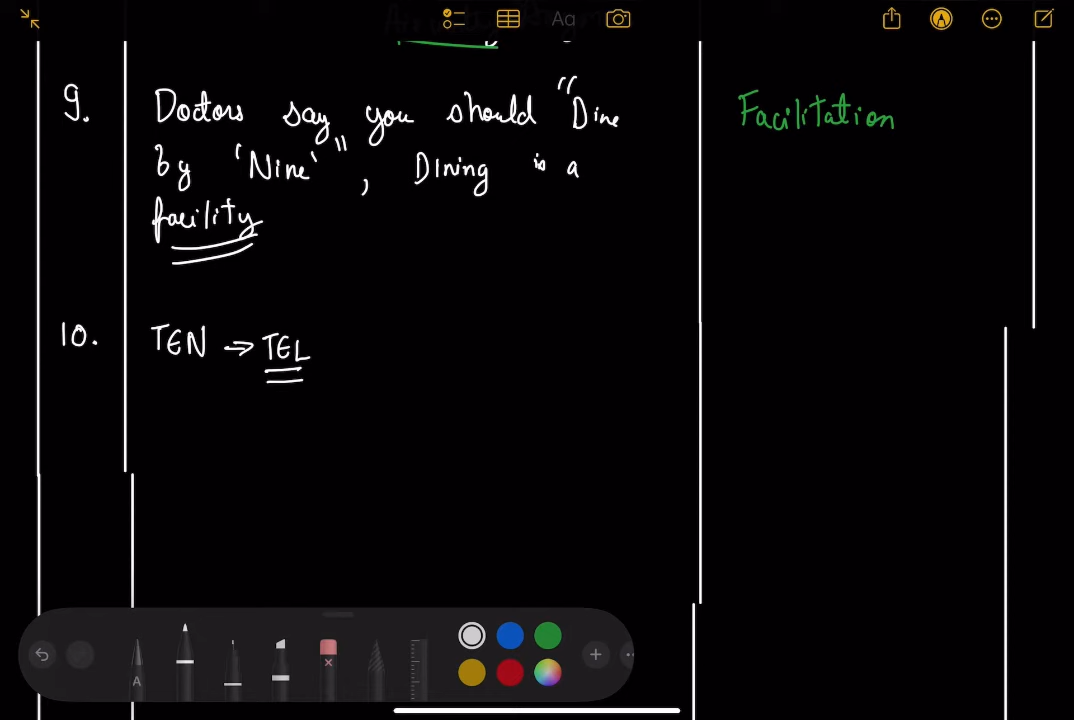 Aa
9. Doctors say you should "Dine Facilitation
by 'Nine'", Dining is a
facility
10. TEN → TEL
A